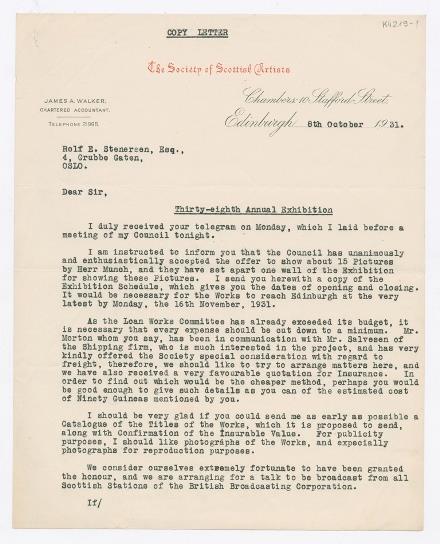 COPY LETTER
K4219-1
The Society of Scottish Artists
JAMES A. WALKER,
CHARTERED ACCOUNTANT.
TELEPHONE 21965.
Chambers: 10 Stafford Street.
Edinburgh 8th October 1931.
Rolf E. Stenersen, Esq.,
4, Grubbe Gaten,
OSLO.
Dear Sir,
Thirty-eighth Annual Exhibition
I duly received your telegram on Monday, which I laid before a
meeting of my Council tonight.
I am instructed to inform you that the Council has unanimously
and enthusiastically accepted the offer to show about 15 Pictures
by Herr Munch, and they have set apart one wall of the Exhibition
for showing these Pictures. I send you herewith a copy of the
Exhibition Schedule, which gives you the dates of opening and closing.
It would be necessary for the Works to reach Edinburgh at the very
latest by Monday, the 16th November, 1931.
As the Loan Works Committee has already exceeded its budget, it
is necessary that every expense should be cut down to a minimum. Mr.
Morton whom you say, has been in communication with Mr. Salvesen of
the Shipping firm, who is much interested in the project, and has very
kindly offered the Society special consideration with regard to
freight, therefore, we should like to try to arrange matters here, and
we have also received a very favourable quotation for Insurance. In
order to find out which would be the cheaper method, perhaps you would
be good enough to give such details as you can of the estimated cost
of Ninety Guineas mentioned by you.
I should be very glad if you could send me as early as possible a
Catalogue of the Titles of the Works, which it is proposed to send,
along with Confirmation of the Insurable Value. For publicity
purposes, I should like photographs of the Works, and especially
photographs for reproduction purposes.
We consider ourselves extremely fortunate to have been granted
the honour, and we are arranging for a talk to be broadcast from all
Scottish Stations of the British Broadcasting Corporation.
If/